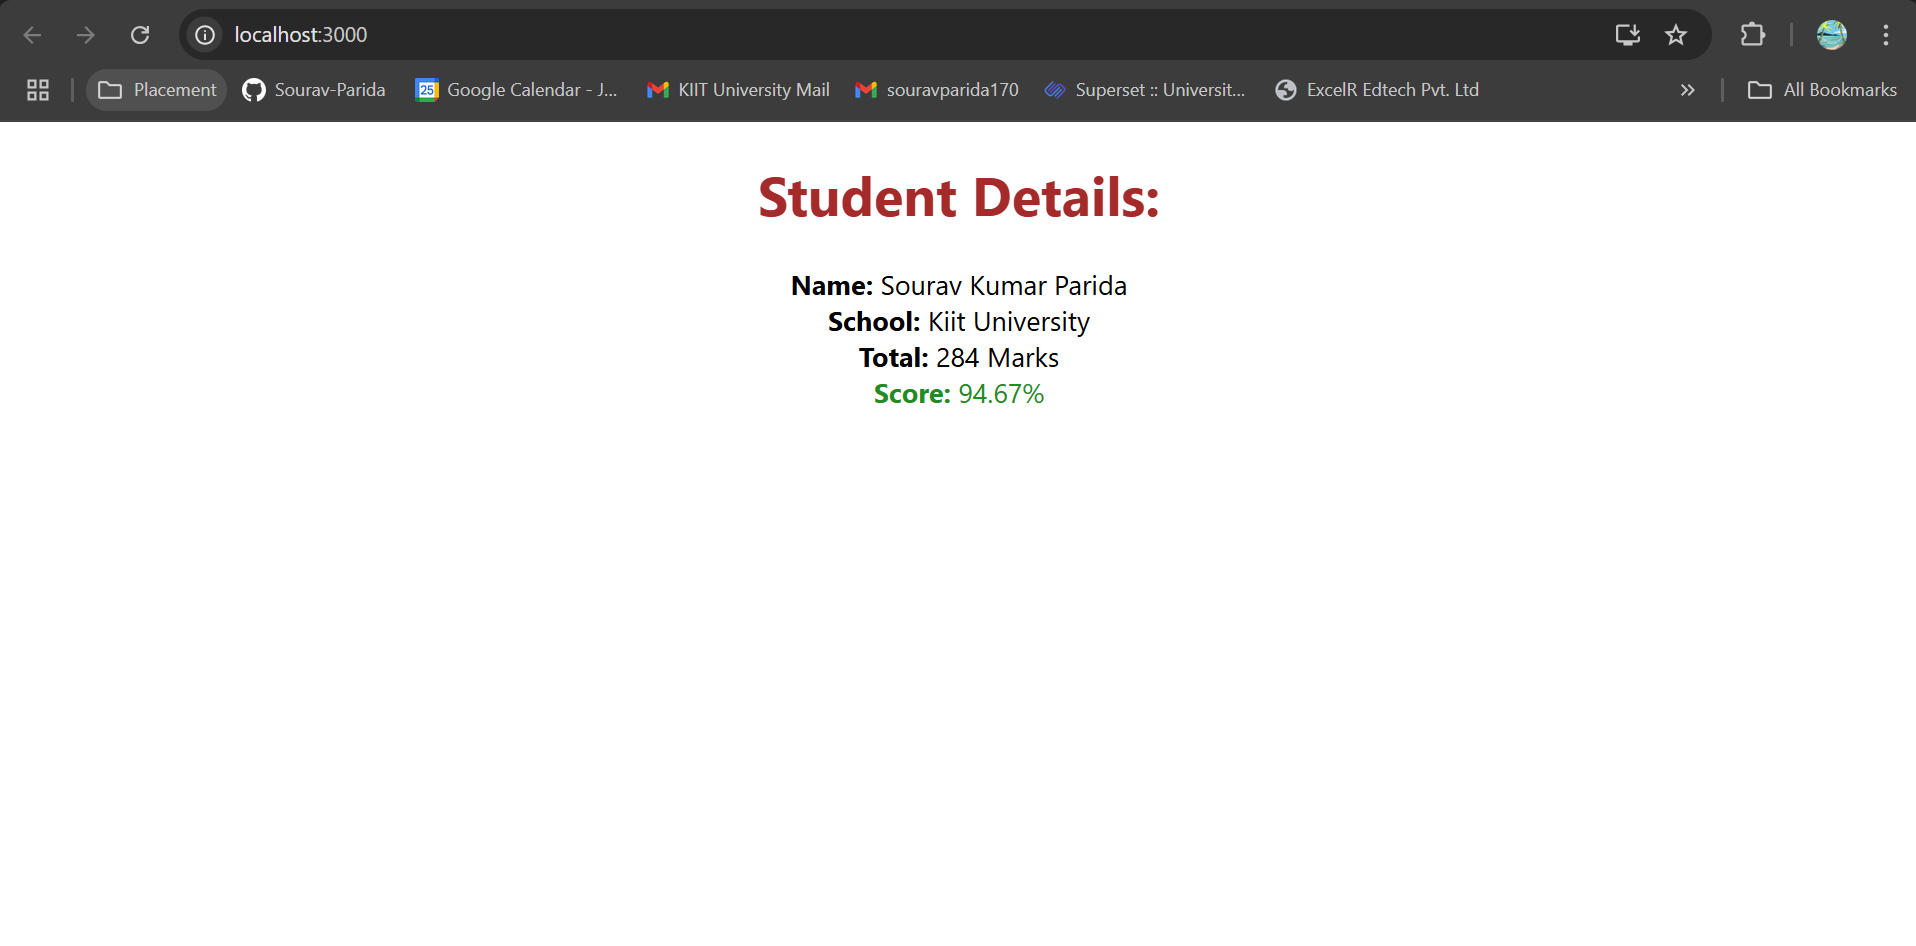 localhost:3000
Placement Sourav-Parida Google Calendar - J... KIIT University Mail souravparida170 Superset :: Universit... ExcelR Edtech Pvt. Ltd » All Bookmarks
Student Details:
Name: Sourav Kumar Parida
School: Kiit University
Total: 284 Marks
Score: 94.67%